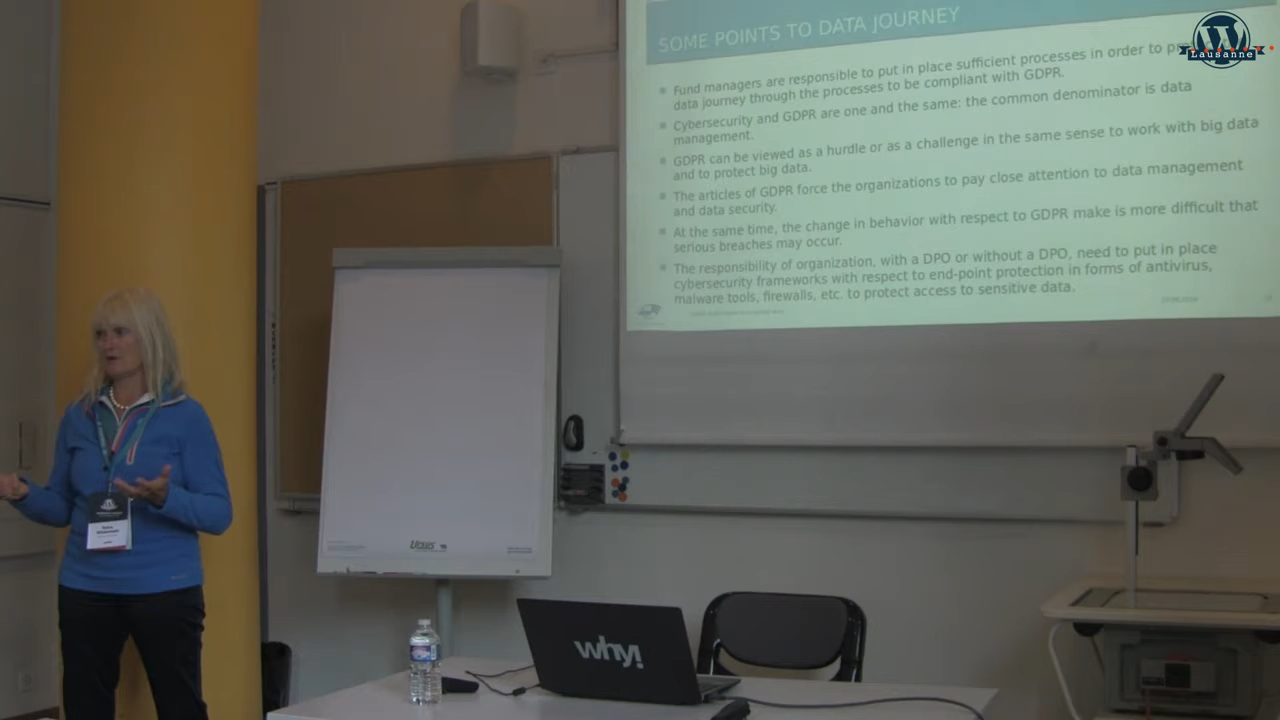 SOME POINTS TO DATA JOURNEY
Lausanne
Fund managers are responsible to put in place sufficient processes in order to
data journey through the processes to be compliant with GDPR.
Cybersecurity and GDPR are one and the same: the common denominator is data
management.
GDPR can be viewed as a hurdle or as a challenge in the same sense to work with big data
and to protect big data.
The articles of GDPR force the organizations to pay close attention to data management
and data security.
At the same time, the change in behavior with respect to GDPR make is more difficult that
serious breaches may occur.
The responsibility of organization, with a DPO or without a DPO, need to put in place
cybersecurity frameworks with respect to end-point protection in forms of antivirus,
malware tools, firewalls, etc. to protect access to sensitive data.
Ursus
why!